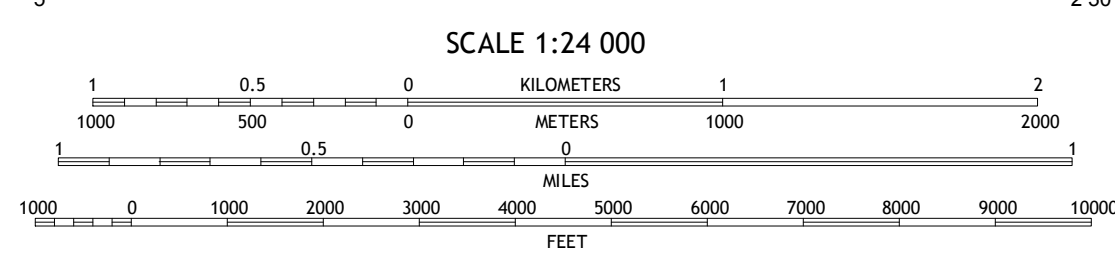 SCALE 1:24 000
1 0.5 0 KILOMETERS 1 2
1000 500 0 METERS 1000 2000
1 0.5 0 1
MILES
1000 0 1000 2000 3000 4000 5000 6000 7000 8000 9000 10000
FEET